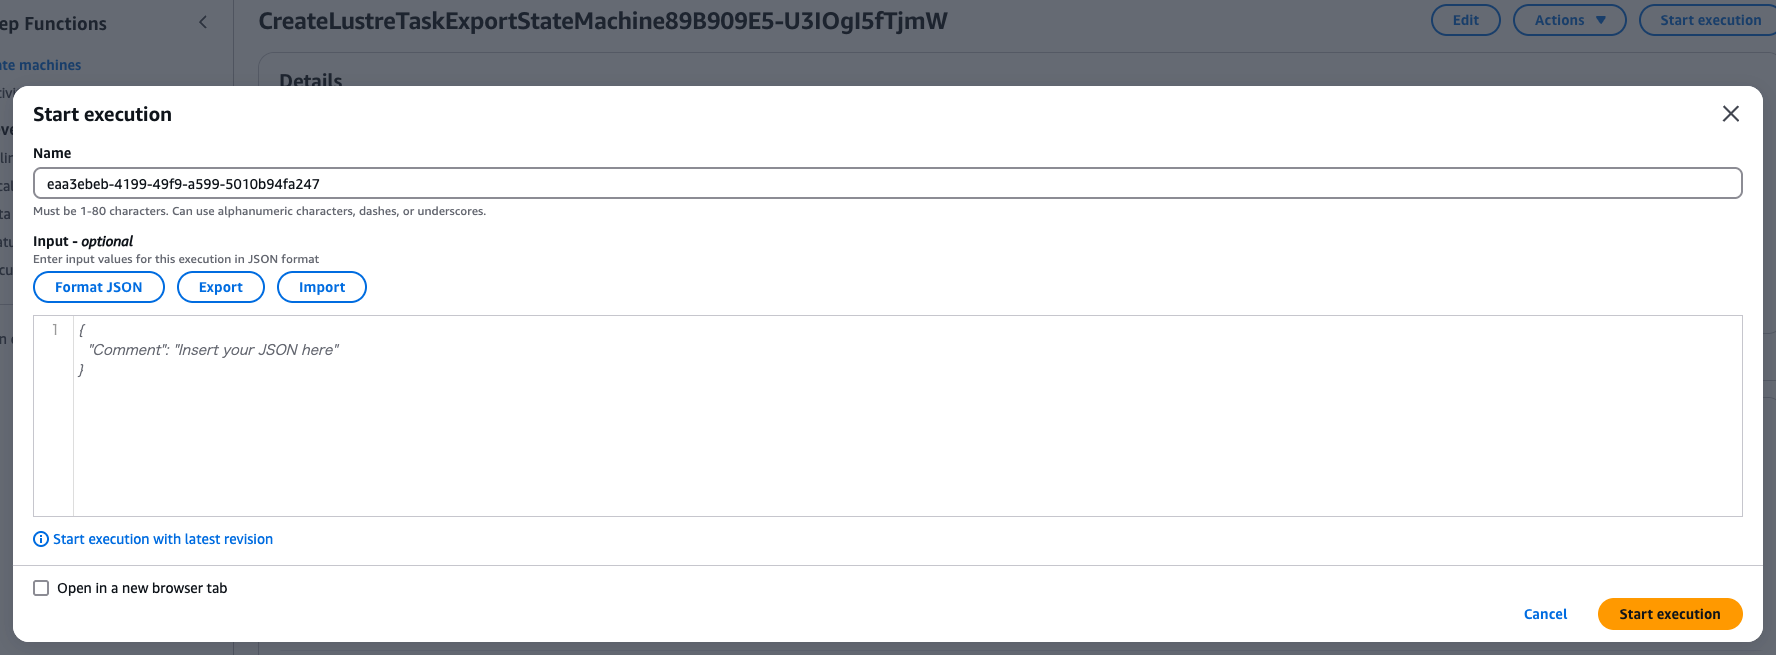 ep Functions
CreateLustreTaskExportStateMachine89B909E5-U3IOgI5fTjmW
Edit
Actions
Start execution
ate machines
Details
Start execution
Name
eaa3ebeb-4199-49f9-a599-5010b94fa247
Must be 1-80 characters. Can use alphanumeric characters, dashes, or underscores.
Input - optional
Enter input values for this execution in JSON format
Format JSON
Export
Import
1
{
"Comment": "Insert your JSON here"
}
Start execution with latest revision
Open in a new browser tab
Cancel
Start execution